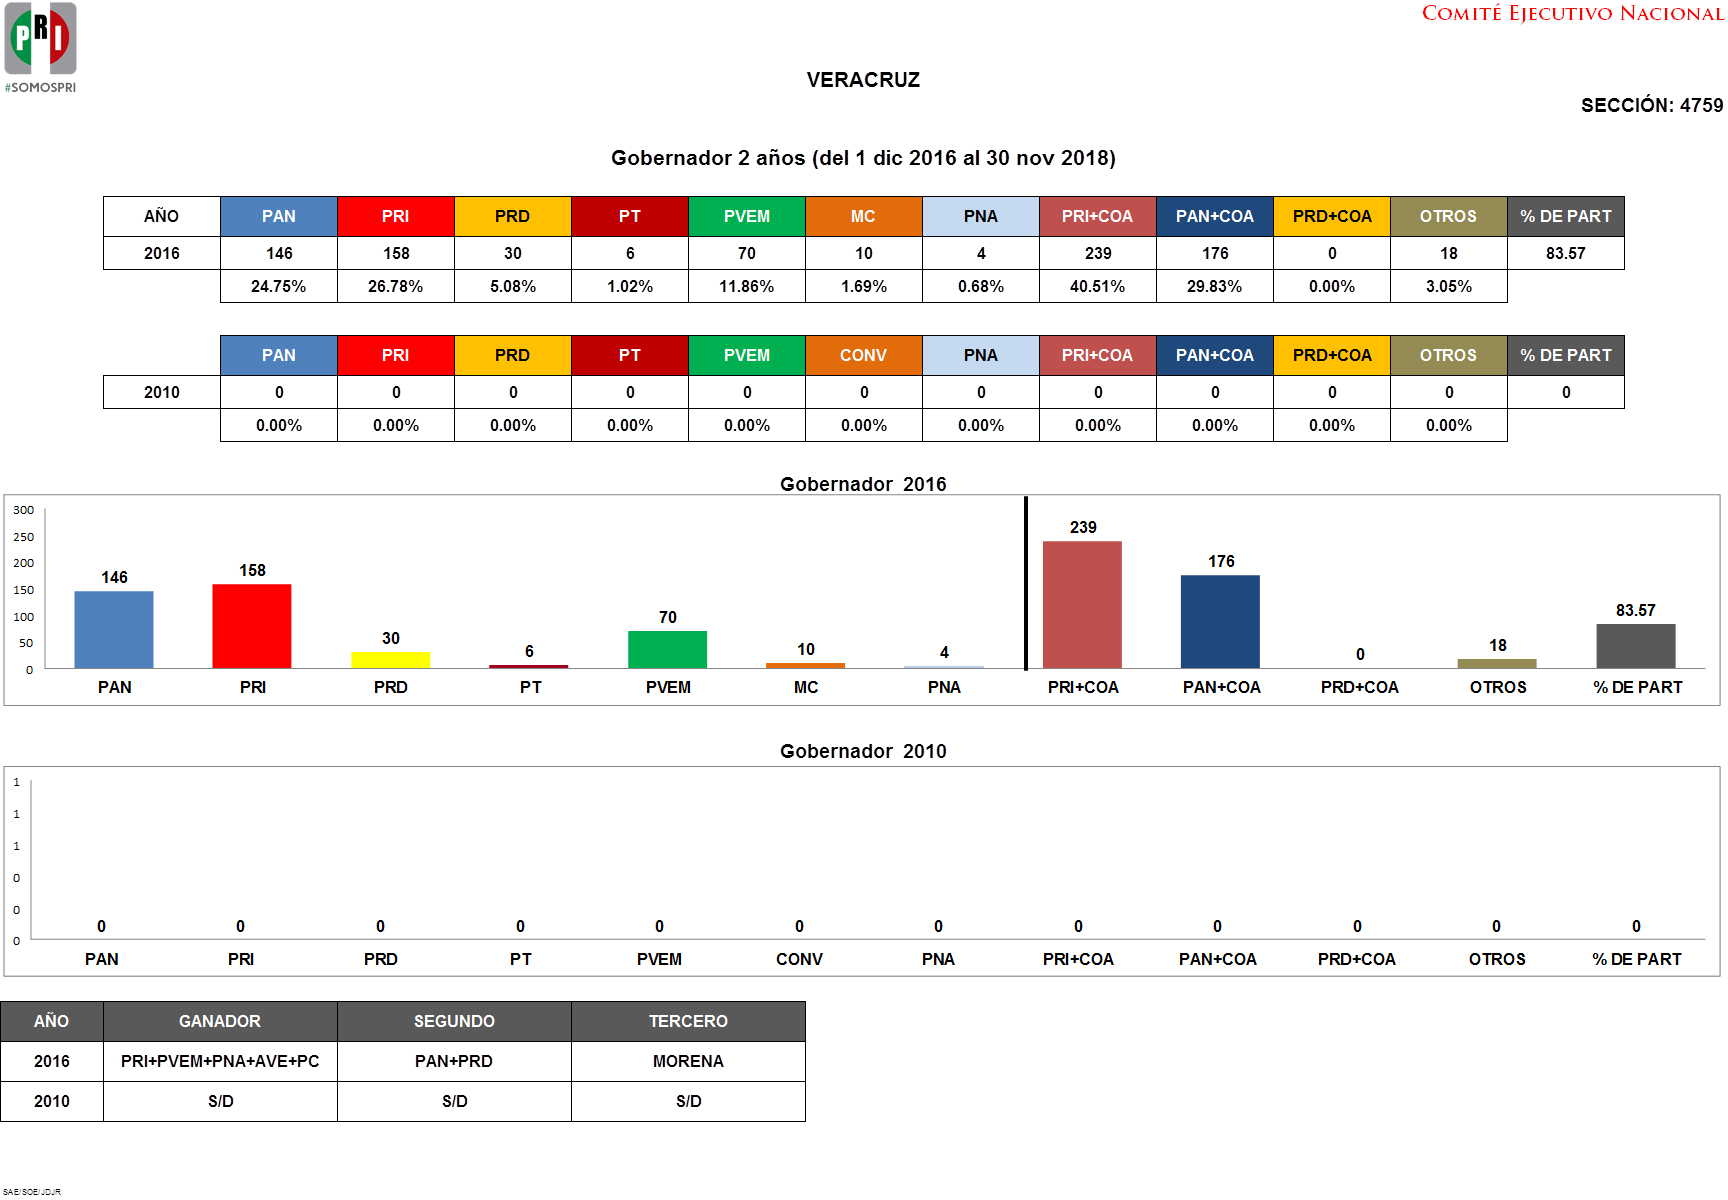 PRI
#SOMOSPRI
COMITÉ EJECUTIVO NACIONAL
VERACRUZ
SECCIÓN: 4759
Gobernador 2 años (del 1 dic 2016 al 30 nov 2018)
AÑO PAN PRI PRD PT PVEM MC PNA PRI+COA PAN+COA PRD+COA OTROS % DE PART
2016 146 158 30 6 70 10 4 239 176 0 18 83.57
24.75% 26.78% 5.08% 1.02% 11.86% 1.69% 0.68% 40.51% 29.83% 0.00% 3.05%
PAN PRI PRD PT PVEM CONV PNA PRI+COA PAN+COA PRD+COA OTROS % DE PART
2010 0 0 0 0 0 0 0 0 0 0 0 0
0.00% 0.00% 0.00% 0.00% 0.00% 0.00% 0.00% 0.00% 0.00% 0.00% 0.00%
Gobernador 2016
300
250
200
150
100
50
0
146 158 30 6 70 10 4 239 176 0 18 83.57
PAN PRI PRD PT PVEM MC PNA PRI+COA PAN+COA PRD+COA OTROS % DE PART
Gobernador 2010
1
1
1
0
0
0
0 0 0 0 0 0 0 0 0 0 0 0
PAN PRI PRD PT PVEM CONV PNA PRI+COA PAN+COA PRD+COA OTROS % DE PART
AÑO GANADOR SEGUNDO TERCERO
2016 PRI+PVEM+PNA+AVE+PC PAN+PRD MORENA
2010 S/D S/D S/D
SAE/SOE/JDJR